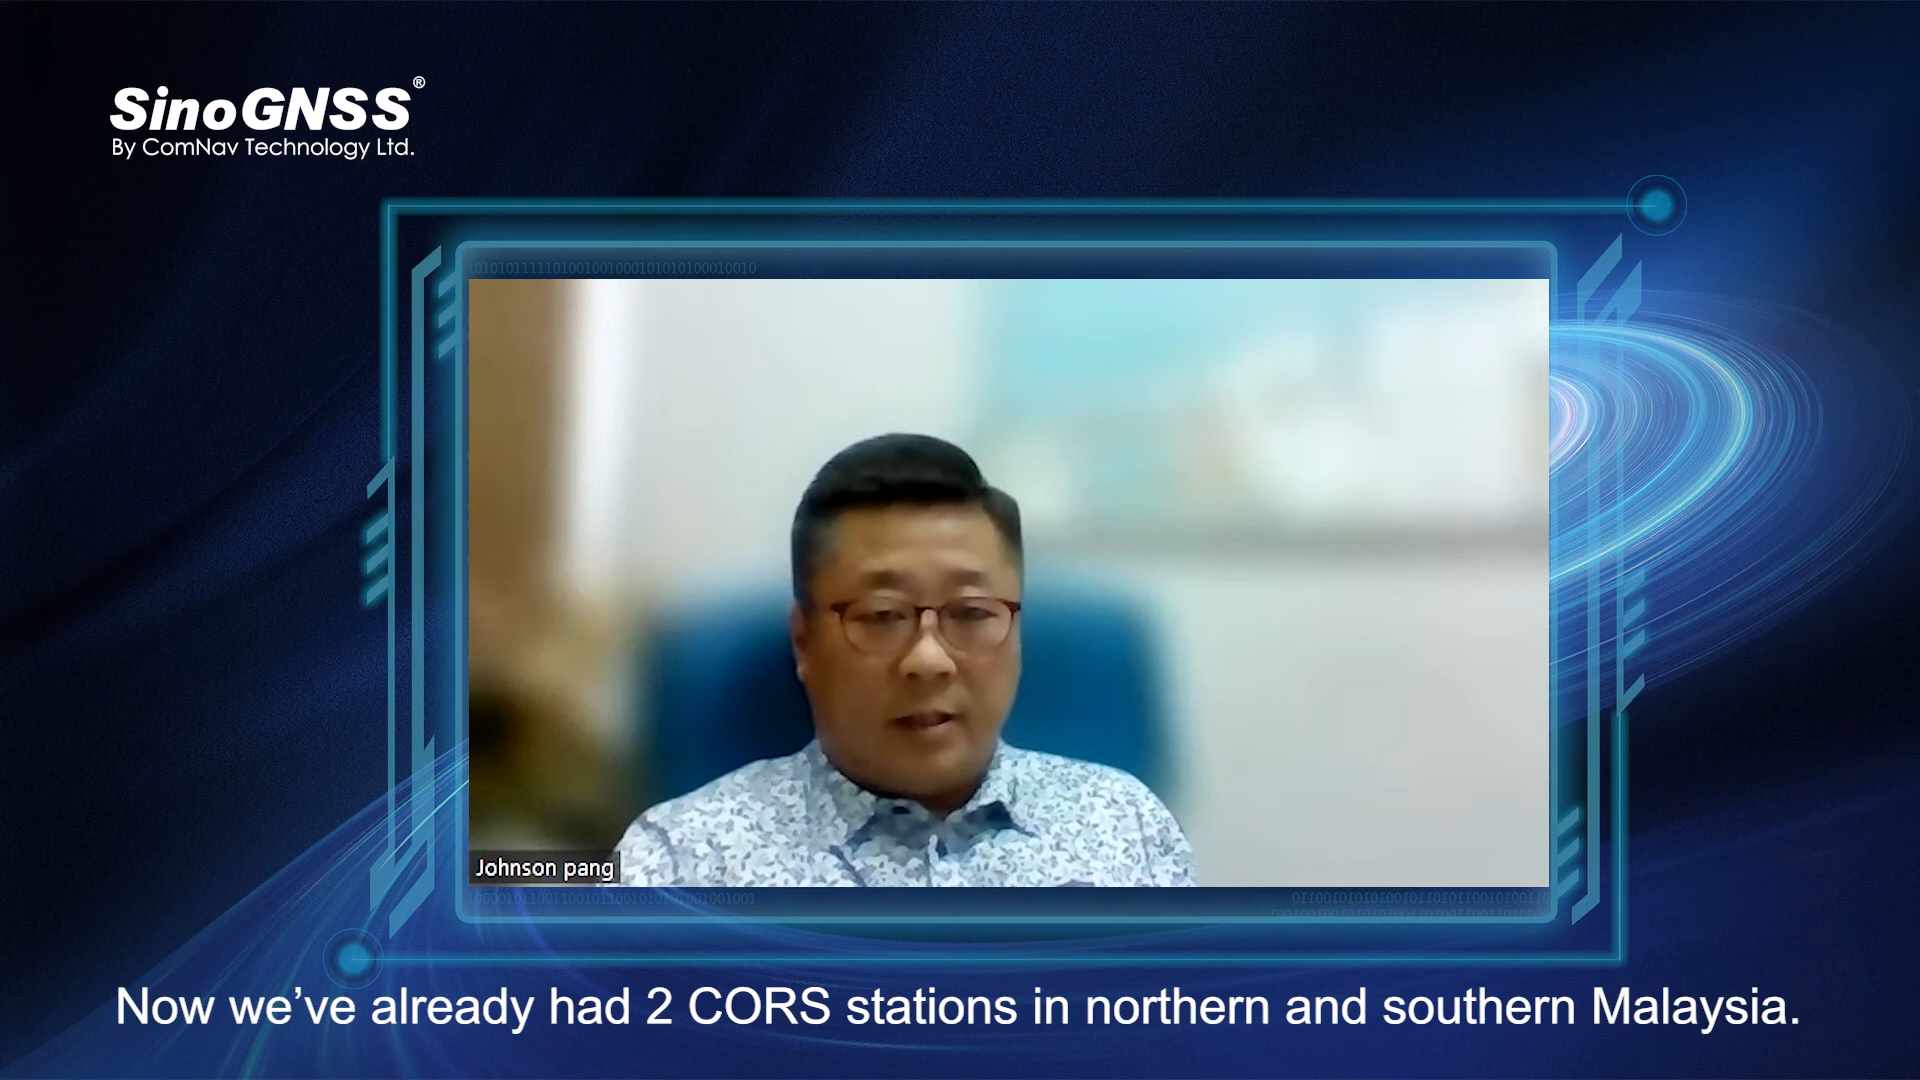 SinoGNSS®
By ComNav Technology Ltd.
Johnson pang
Now we’ve already had 2 CORS stations in northern and southern Malaysia.